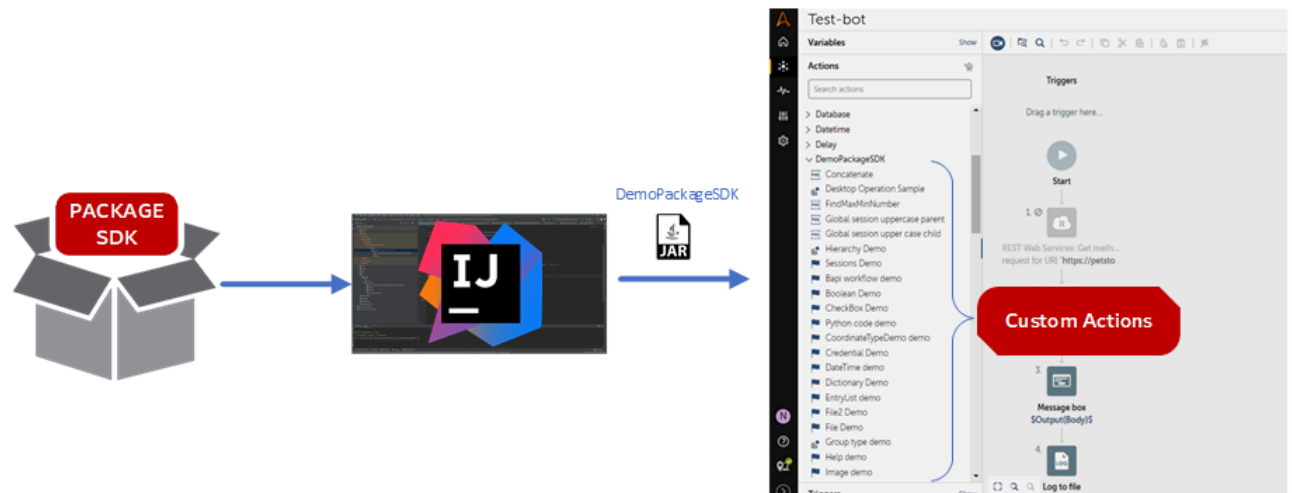 PACKAGE
SDK
IJ
DemoPackageSDK
JAR
Test-bot
Variables
Show
Actions
Search actions
Database
Datetime
Delay
DemoPackageSDK
Concatenate
Desktop Operation Sample
FindMaxMinNumber
Global session uppercase parent
Global session upper case child
Hierarchy Demo
Sessions Demo
Bapi workflow demo
Boolean Demo
CheckBox Demo
Python code demo
CoordinateTypeDemo demo
Credential Demo
DateTime demo
Dictionary Demo
EntryList demo
File2 Demo
File Demo
Group type demo
Help demo
Image demo
N
Triggers
Show
Triggers
Drag a trigger here...
Start
1.
REST Web Services: Get meth...
request for URI "https://petsto...
Custom Actions
3.
Message box
$Output{Body}$
4.
LOG
Log to file